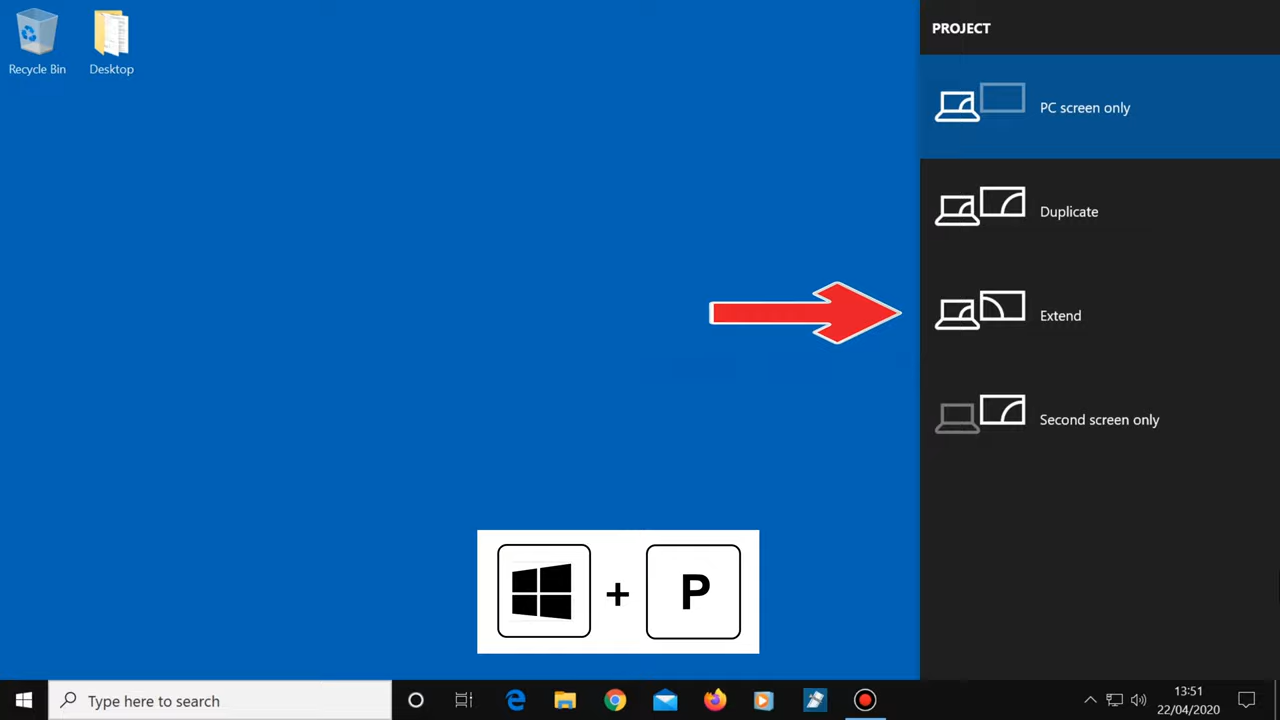 Recycle Bin
Desktop
PROJECT
PC screen only
Duplicate
Extend
Second screen only
+ P
Type here to search
13:51
22/04/2020